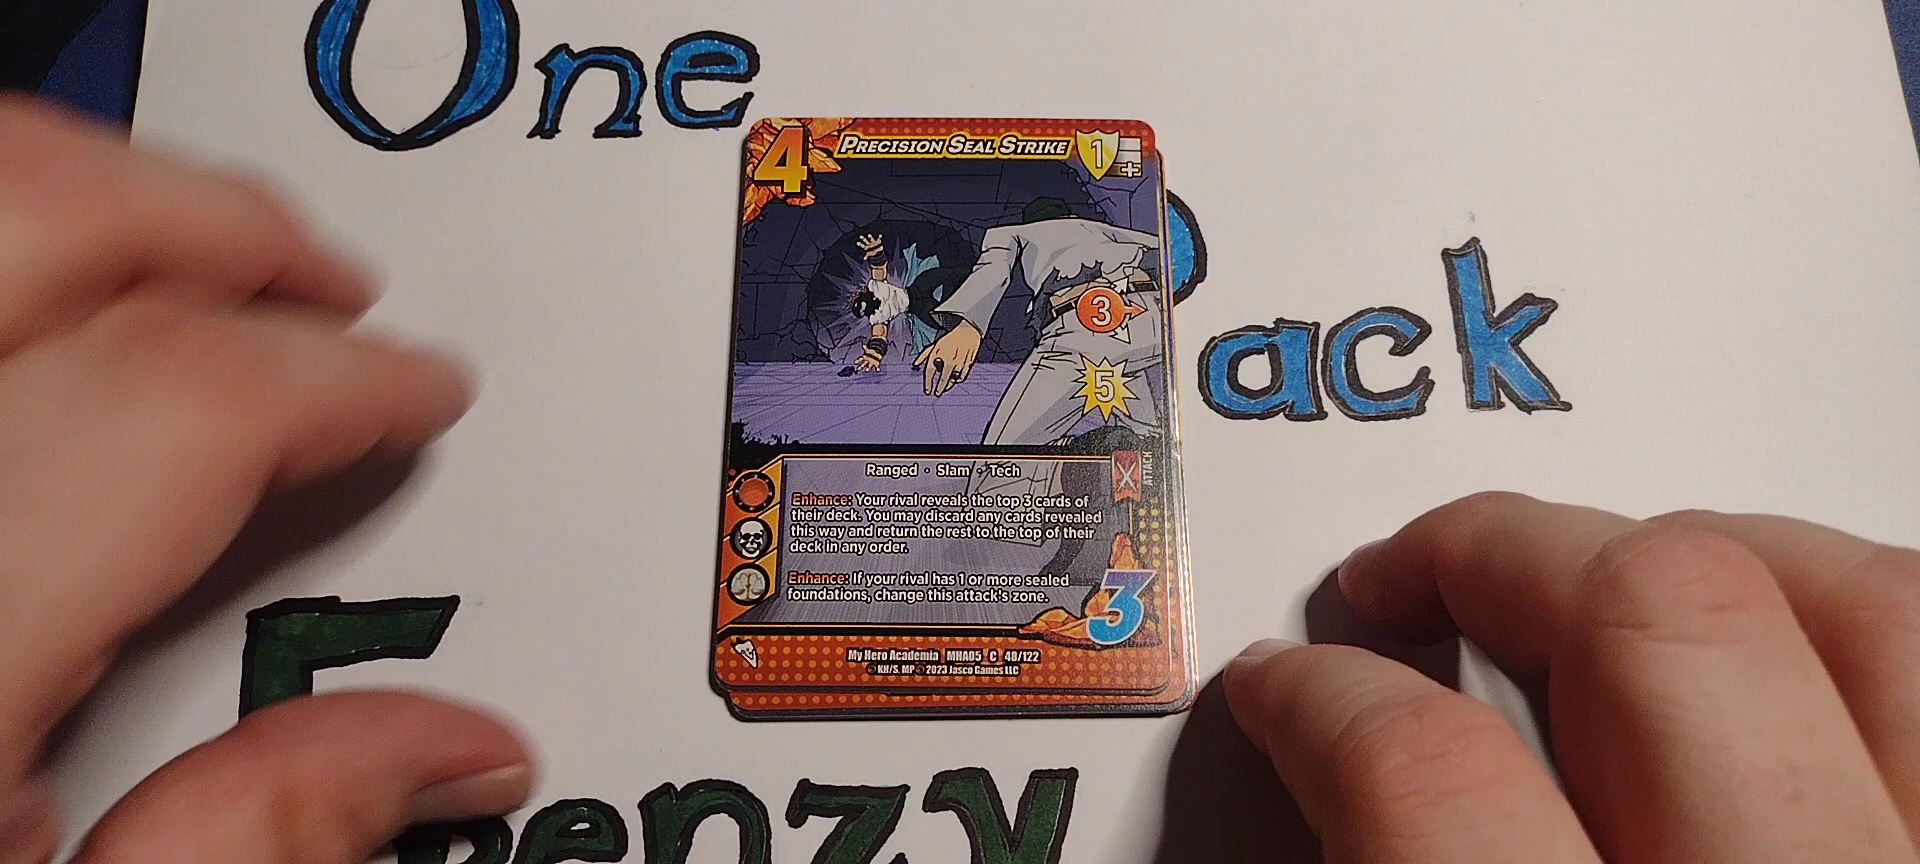 One
Pack
Frenzy
4
PRECISION SEAL STRIKE
1
+
3
5
Ranged • Slam • Tech
ATTACK
Enhance: Your rival reveals the top 3 cards of
their deck. You may discard any cards revealed
this way and return the rest to the top of their
deck in any order.
Enhance: If your rival has 1 or more sealed
foundations, change this attack's zone.
3
My Hero Academia MHA05 C 48/122
© KH/S, MP © 2023 Jasco Games LLC